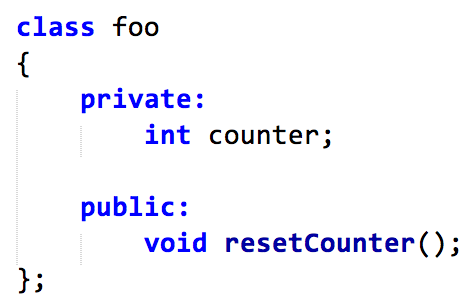 class foo
{
    private:
        int counter;

    public:
        void resetCounter();
};